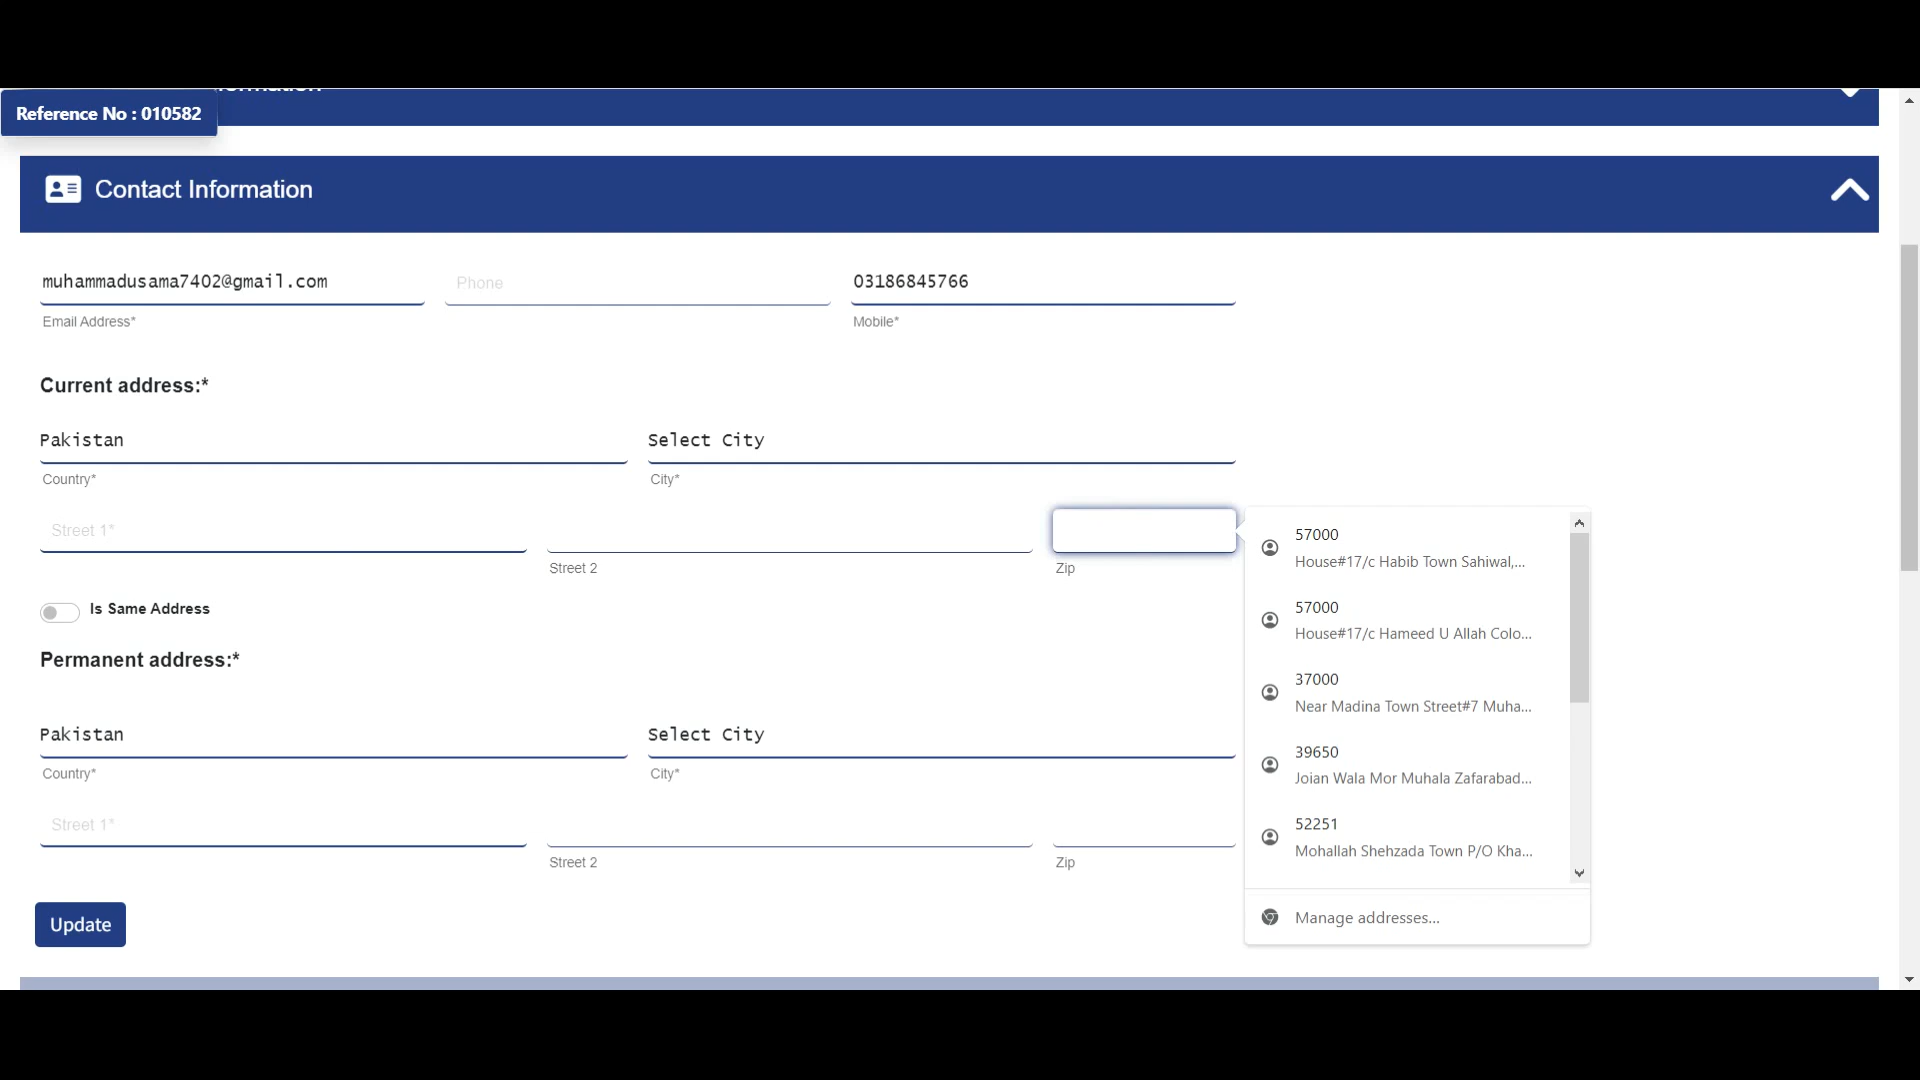 Reference No : 010582
Contact Information
muhammadusama7402@gmail.com
Phone
03186845766
Email Address*
Mobile*
Current address:*
Pakistan
Select City
Country*
City*
Street 1*
Street 2
Zip
57000
House#17/c Habib Town Sahiwal,...
57000
House#17/c Hameed U Allah Colo...
37000
Near Madina Town Street#7 Muha...
39650
Joian Wala Mor Muhala Zafarabad...
52251
Mohallah Shehzada Town P/O Kha...
Manage addresses...
Is Same Address
Permanent address:*
Pakistan
Select City
Country*
City*
Street 1*
Street 2
Zip
Update